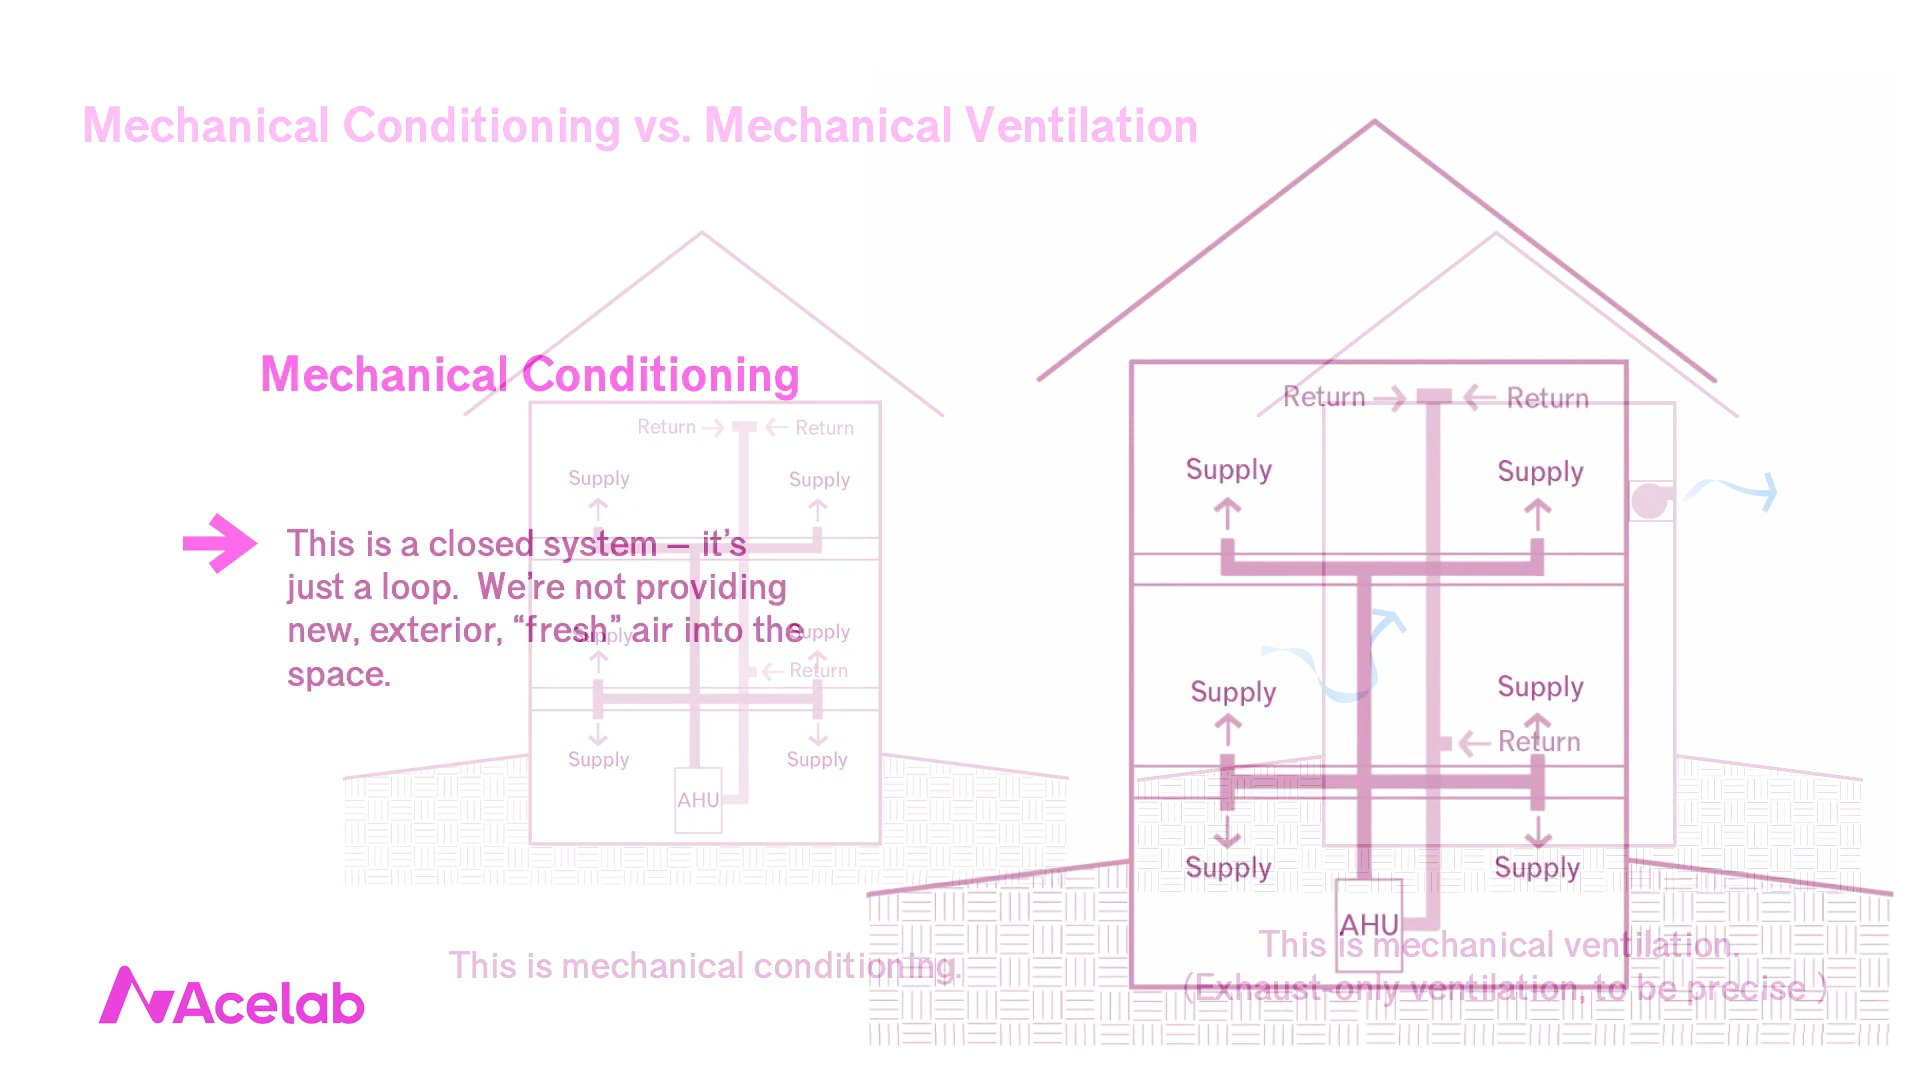 Mechanical Conditioning vs. Mechanical Ventilation
Mechanical Conditioning
This is a closed system – it’s
just a loop.  We’re not providing
new, exterior, “fresh” air into the
space.
Return
Return
Supply
Supply
Supply
Supply
Return
Supply
Supply
AHU
This is mechanical conditioning.
Return
Return
Supply
Supply
Supply
Supply
Return
Supply
Supply
AHU
This is mechanical ventilation.
(Exhaust-only ventilation, to be precise )
Acelab